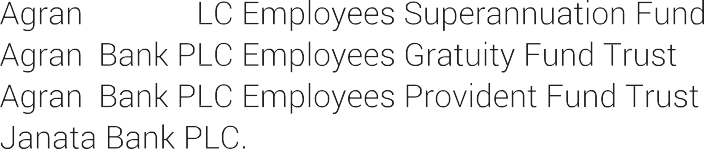 Agran LC Employees Superannuation Fund
Agran Bank PLC Employees Gratuity Fund Trust
Agran Bank PLC Employees Provident Fund Trust
Janata Bank PLC.